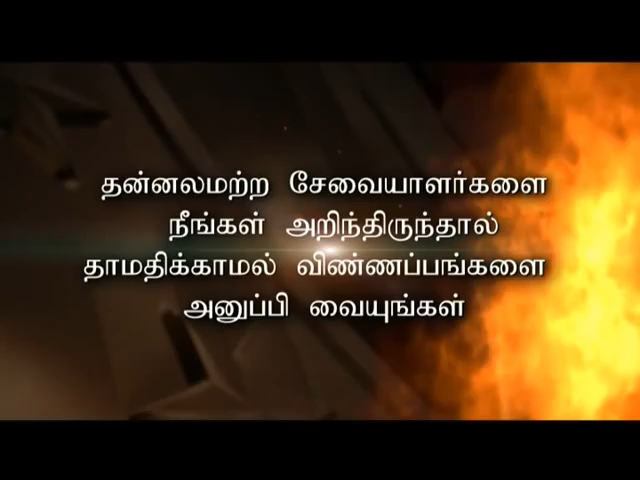 தன்னலமற்ற சேவையாளர்களை
நீங்கள் அறிந்திருந்தால்
தாமதிக்காமல் விண்ணப்பங்களை
அனுப்பி வையுங்கள்